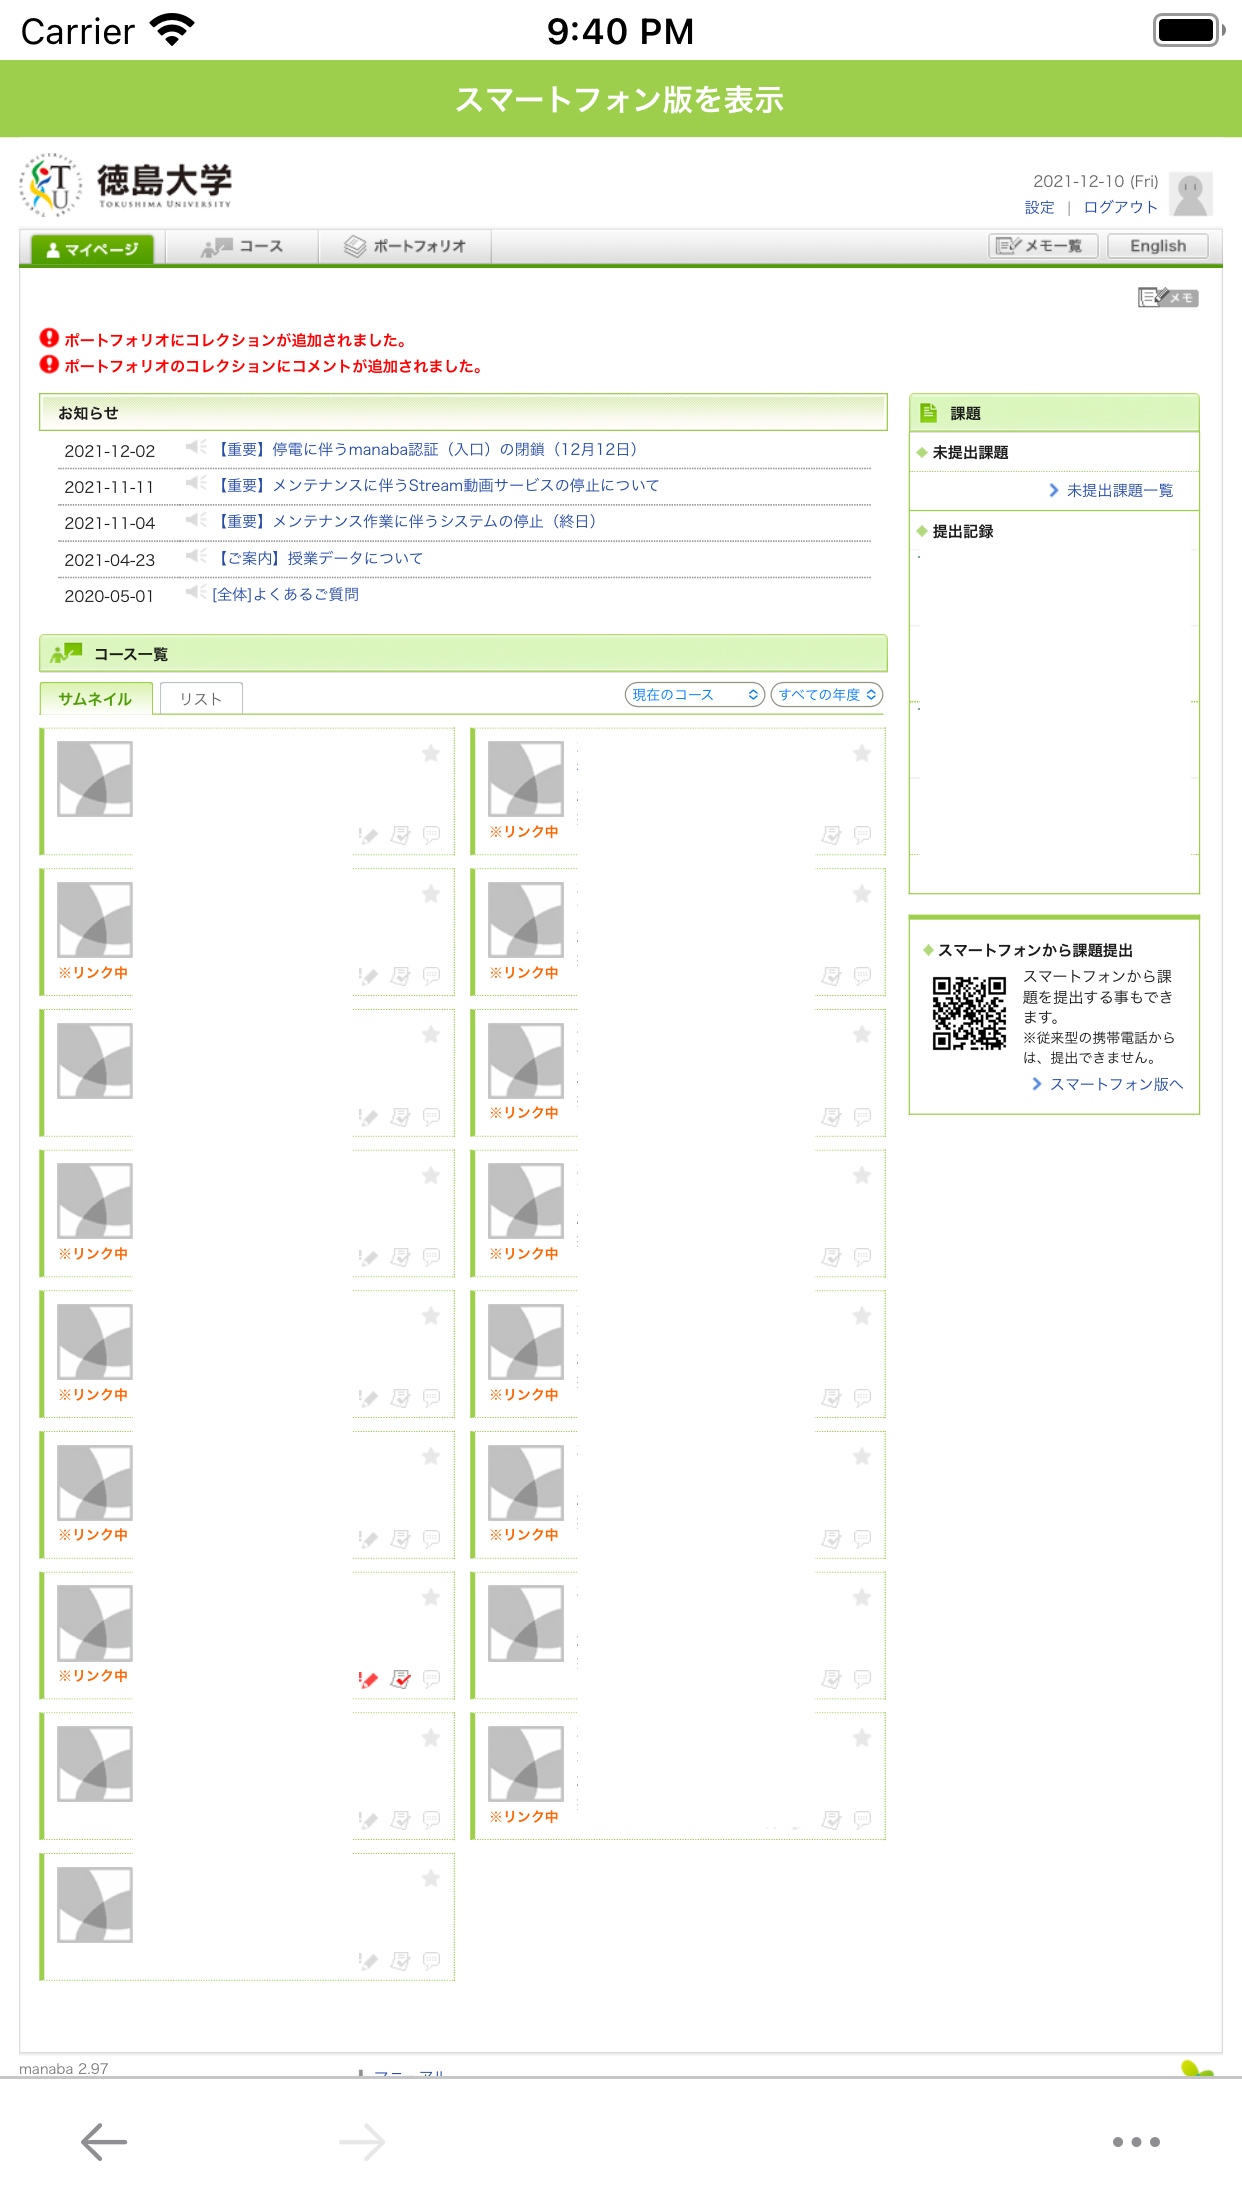 Carrier 9:40 PM
スマートフォン版を表示
徳島大学
TOKUSHIMA UNIVERSITY
2021-12-10 (Fri)
設定 | ログアウト
マイページ コース ポートフォリオ メモ一覧 English
メモ
ポートフォリオにコレクションが追加されました。
ポートフォリオのコレクションにコメントが追加されました。
お知らせ
2021-12-02 【重要】停電に伴うmanaba認証（入口）の閉鎖（12月12日）
2021-11-11 【重要】メンテナンスに伴うStream動画サービスの停止について
2021-11-04 【重要】メンテナンス作業に伴うシステムの停止（終日）
2021-04-23 【ご案内】授業データについて
2020-05-01 [全体]よくあるご質問
課題
未提出課題
未提出課題一覧
提出記録
コース一覧
サムネイル リスト 現在のコース すべての年度
※リンク中
※リンク中 ※リンク中
※リンク中
※リンク中 ※リンク中
※リンク中 ※リンク中
※リンク中 ※リンク中
※リンク中
※リンク中
スマートフォンから課題提出
スマートフォンから課
題を提出する事もでき
ます。
※従来型の携帯電話から
は、提出できません。
スマートフォン版へ
manaba 2.97
マニュアル